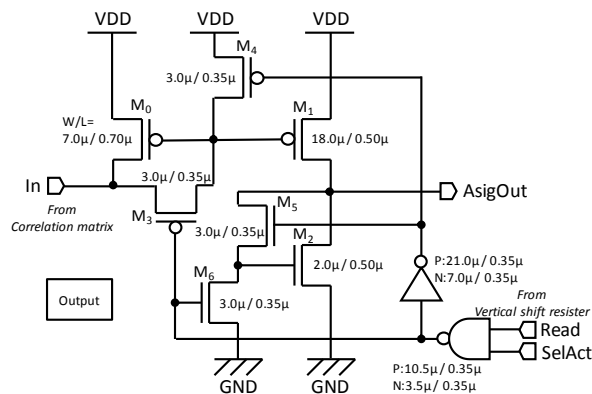 VDD
VDD
VDD
M4
3.0μ/ 0.35μ
M0
M1
W/L=
7.0μ/ 0.70μ
18.0μ/ 0.50μ
3.0μ/ 0.35μ
In
AsigOut
From
Correlation matrix
M3
M5
3.0μ/ 0.35μ
M2
2.0μ/ 0.50μ
P:21.0μ/ 0.35μ
N:7.0μ/ 0.35μ
M6
3.0μ/ 0.35μ
Output
From
Vertical shift resister
Read
SelAct
P:10.5μ/ 0.35μ
N:3.5μ/ 0.35μ
GND
GND